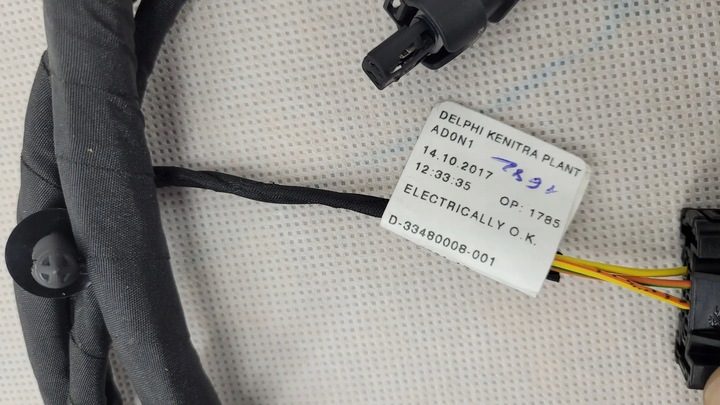 DELPHI KENITRA PLANT
AD0N1
14.10.2017
12:33:35 OP: 1785
ELECTRICALLY O.K.
D-33480008-001